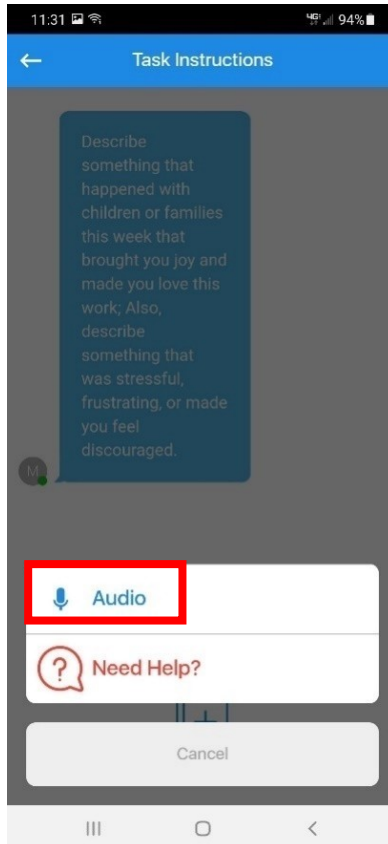 11:31 94%
Task Instructions
Describe
something that
happened with
children or families
this week that
brought you joy and
made you love this
work; Also,
describe
something that
was stressful,
frustrating, or made
you feel
discouraged.
M
Audio
? Need Help?
Cancel